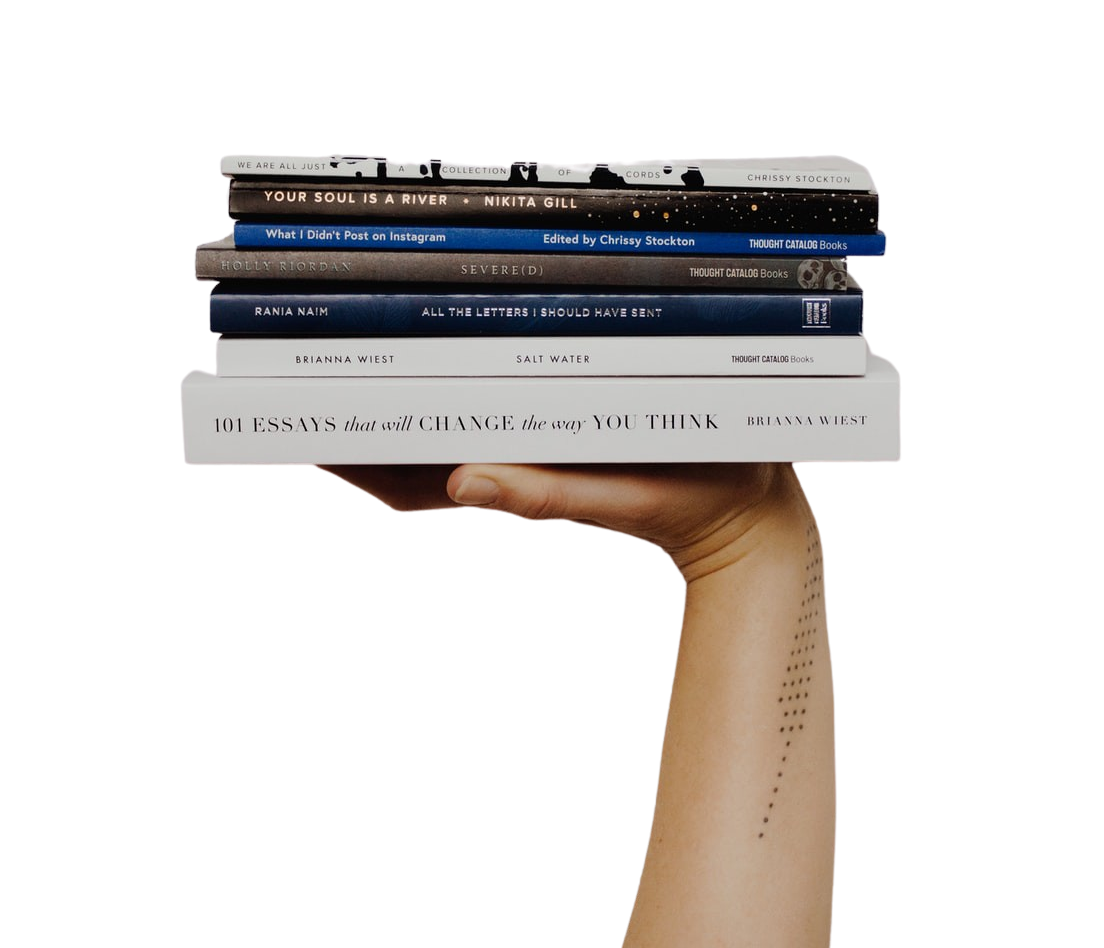 WE ARE ALL JUST A COLLECTION OF CORDS CHRISSY STOCKTON
YOUR SOUL IS A RIVER • NIKITA GILL
What I Didn't Post on Instagram Edited by Chrissy Stockton THOUGHT CATALOG Books
HOLLY RIORDAN SEVERE(D) THOUGHT CATALOG Books
RANIA NAIM ALL THE LETTERS I SHOULD HAVE SENT THOUGHT CATALOG Books
BRIANNA WIEST SALT WATER THOUGHT CATALOG Books
101 ESSAYS that will CHANGE the way YOU THINK BRIANNA WIEST